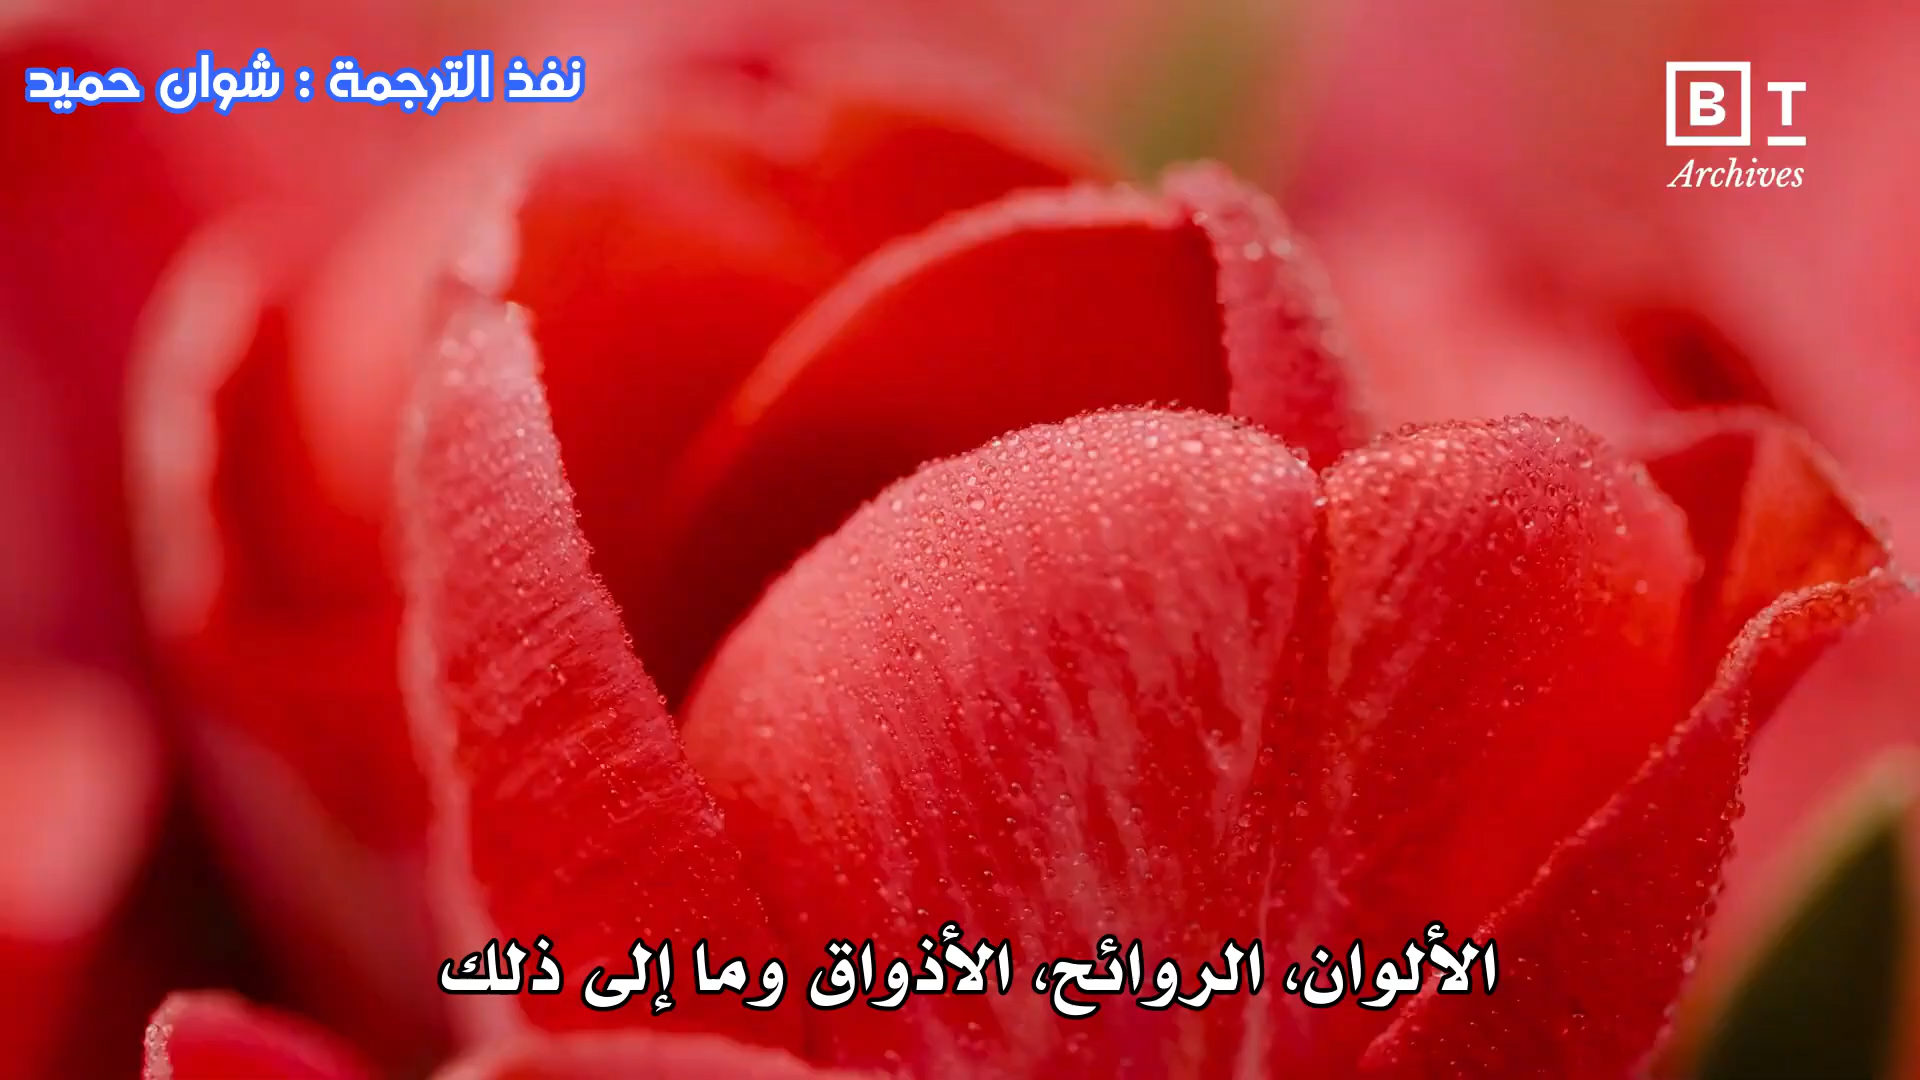 نفذ الترجمة : شوان حميد
B T
Archives
الألوان، الروائح، الأذواق وما إلى ذلك